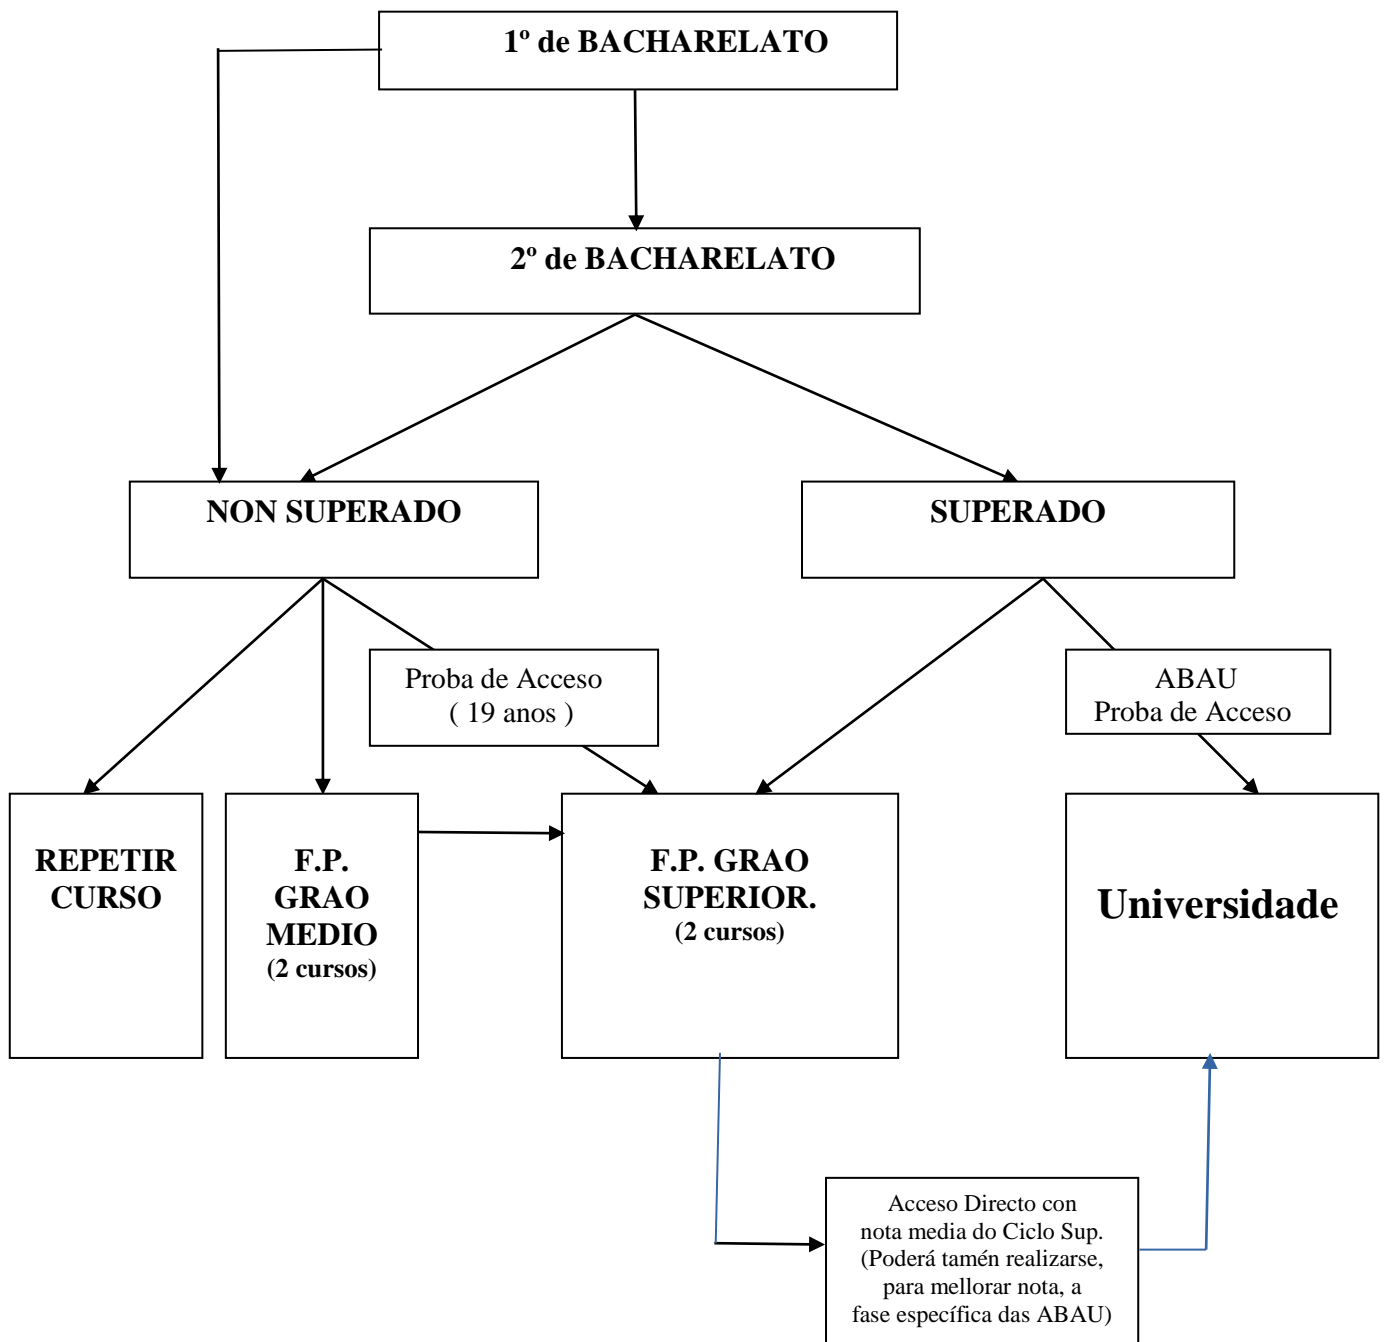 1º de BACHARELATO
2º de BACHARELATO
NON SUPERADO
SUPERADO
Proba de Acceso
( 19 anos )
ABAU
Proba de Acceso
REPETIR
CURSO
F.P.
GRAO
MEDIO
(2 cursos)
F.P. GRAO
SUPERIOR.
(2 cursos)
Universidade
Acceso Directo con
nota media do Ciclo Sup.
(Poderá tamén realizarse,
para mellorar nota, a
fase específica das ABAU)